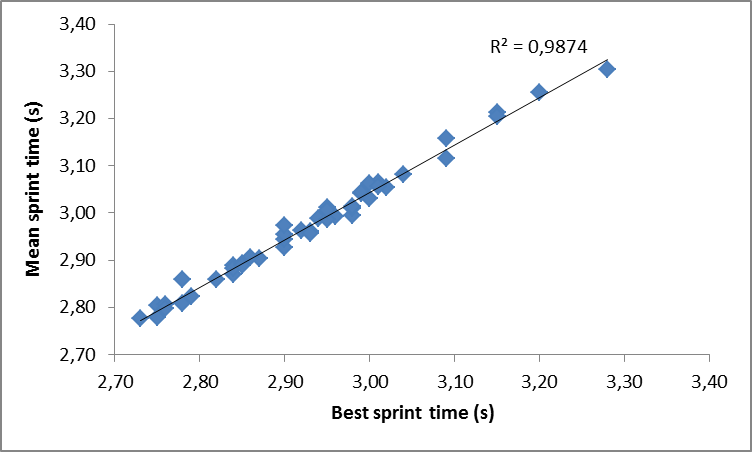 3,40
R² = 0,9874
3,30
3,20
3,10
3,00
2,90
2,80
2,70
Mean sprint time (s)
2,70 2,80 2,90 3,00 3,10 3,20 3,30 3,40
Best sprint time (s)